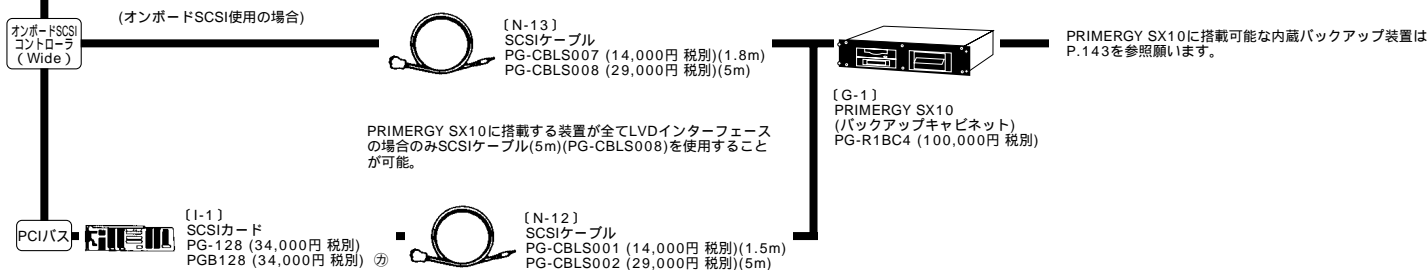 オンボードSCSI
コントローラ
(Wide)
(オンボードSCSI使用の場合)
〔N-13〕
SCSIケーブル
PG-CBLS007 (14,000円 税別)(1.8m)
PG-CBLS008 (29,000円 税別)(5m)
PRIMERGY SX10に搭載可能な内蔵バックアップ装置は
P.143を参照願います。
〔G-1〕
PRIMERGY SX10
(バックアップキャビネット)
PG-R1BC4 (100,000円 税別)
PRIMERGY SX10に搭載する装置が全てLVDインターフェース
の場合のみSCSIケーブル(5m)(PG-CBLS008)を使用すること
が可能。
PCIバス
〔I-1〕
SCSIカード
PG-128 (34,000円 税別)
PGB128 (34,000円 税別) ㋕
〔N-12〕
SCSIケーブル
PG-CBLS001 (14,000円 税別)(1.5m)
PG-CBLS002 (29,000円 税別)(5m)